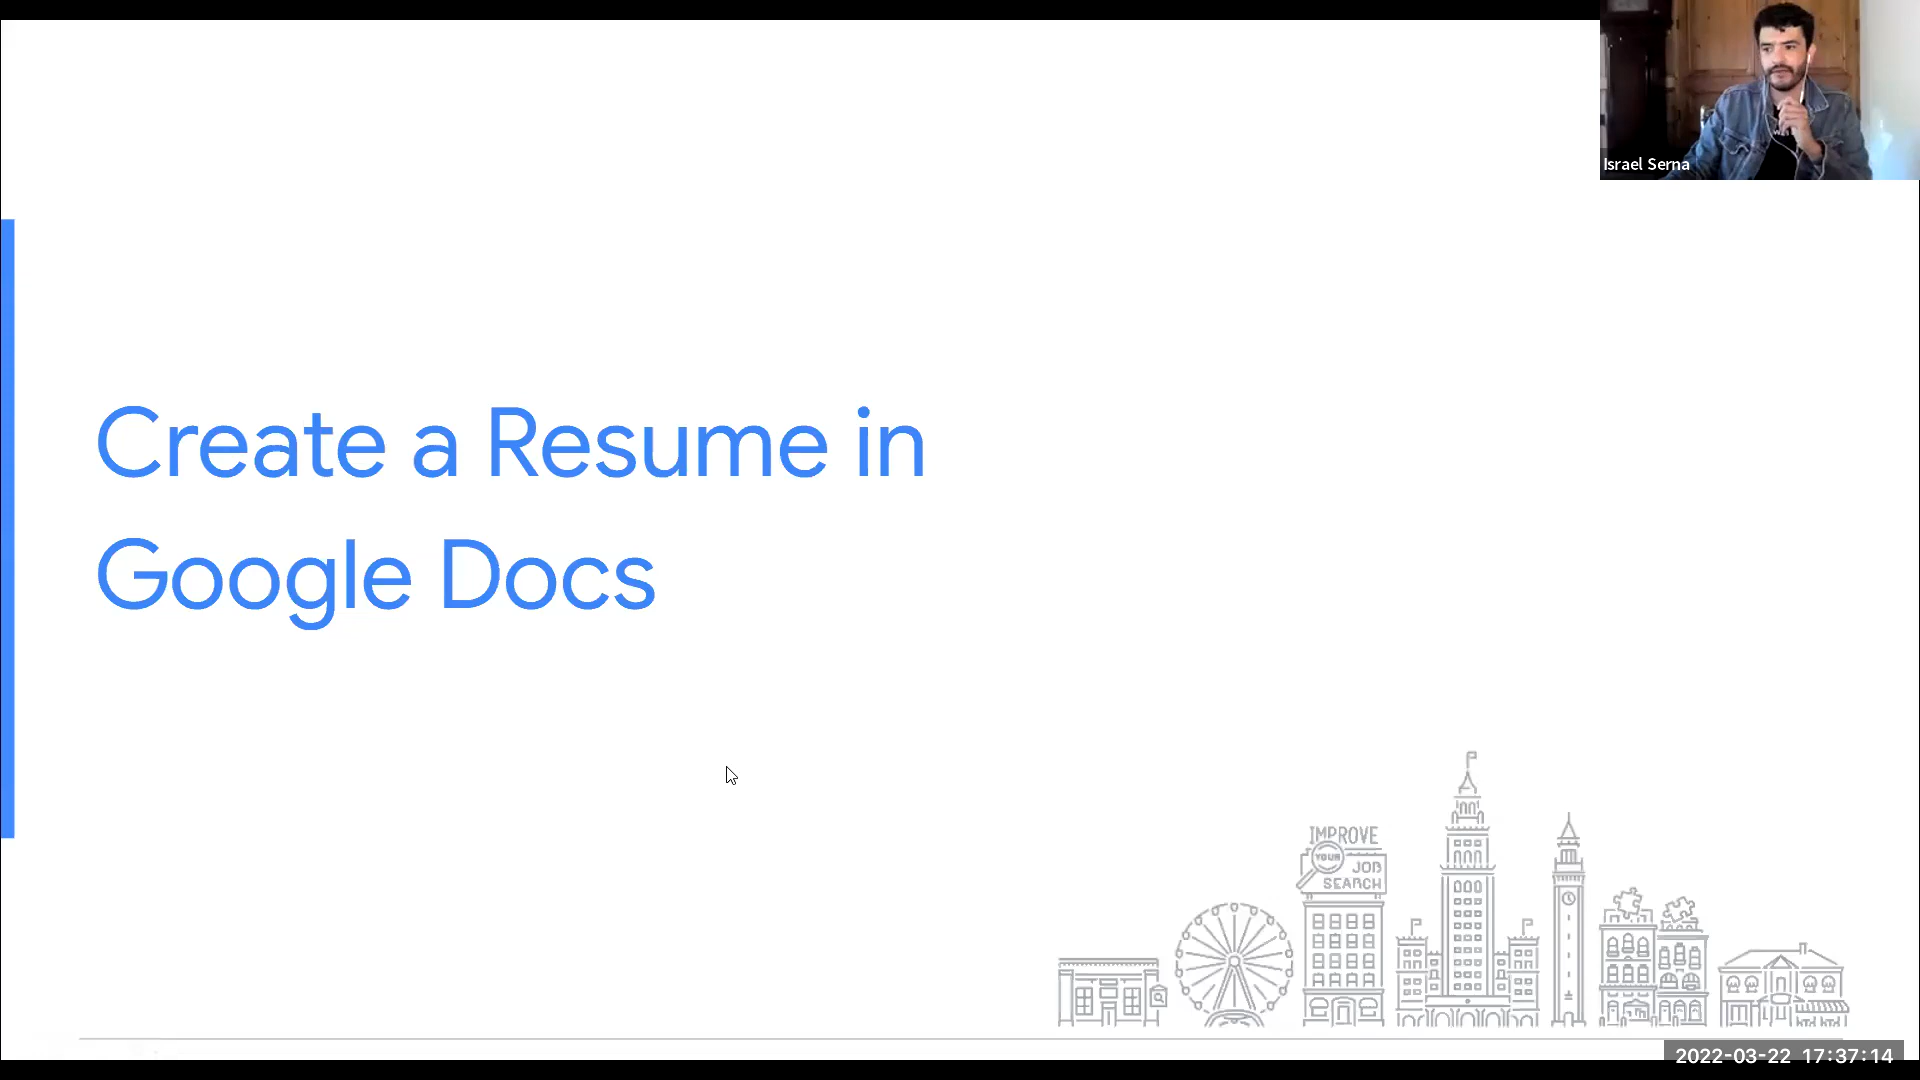 Israel Serna
Create a Resume in
Google Docs
IMPROVE
YOUR
JOB
SEARCH
2022-03-22 17:37:14